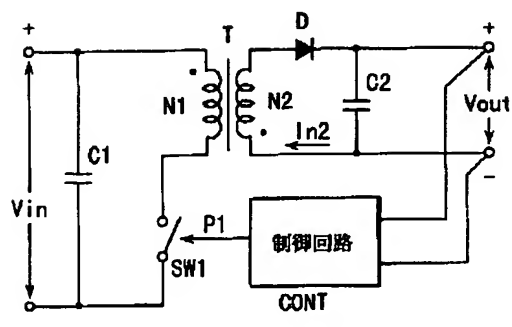 +
T
D
+
N1
N2
C2
Vout
In2
C1
Vin
P1
制御回路
SW1
CONT
-